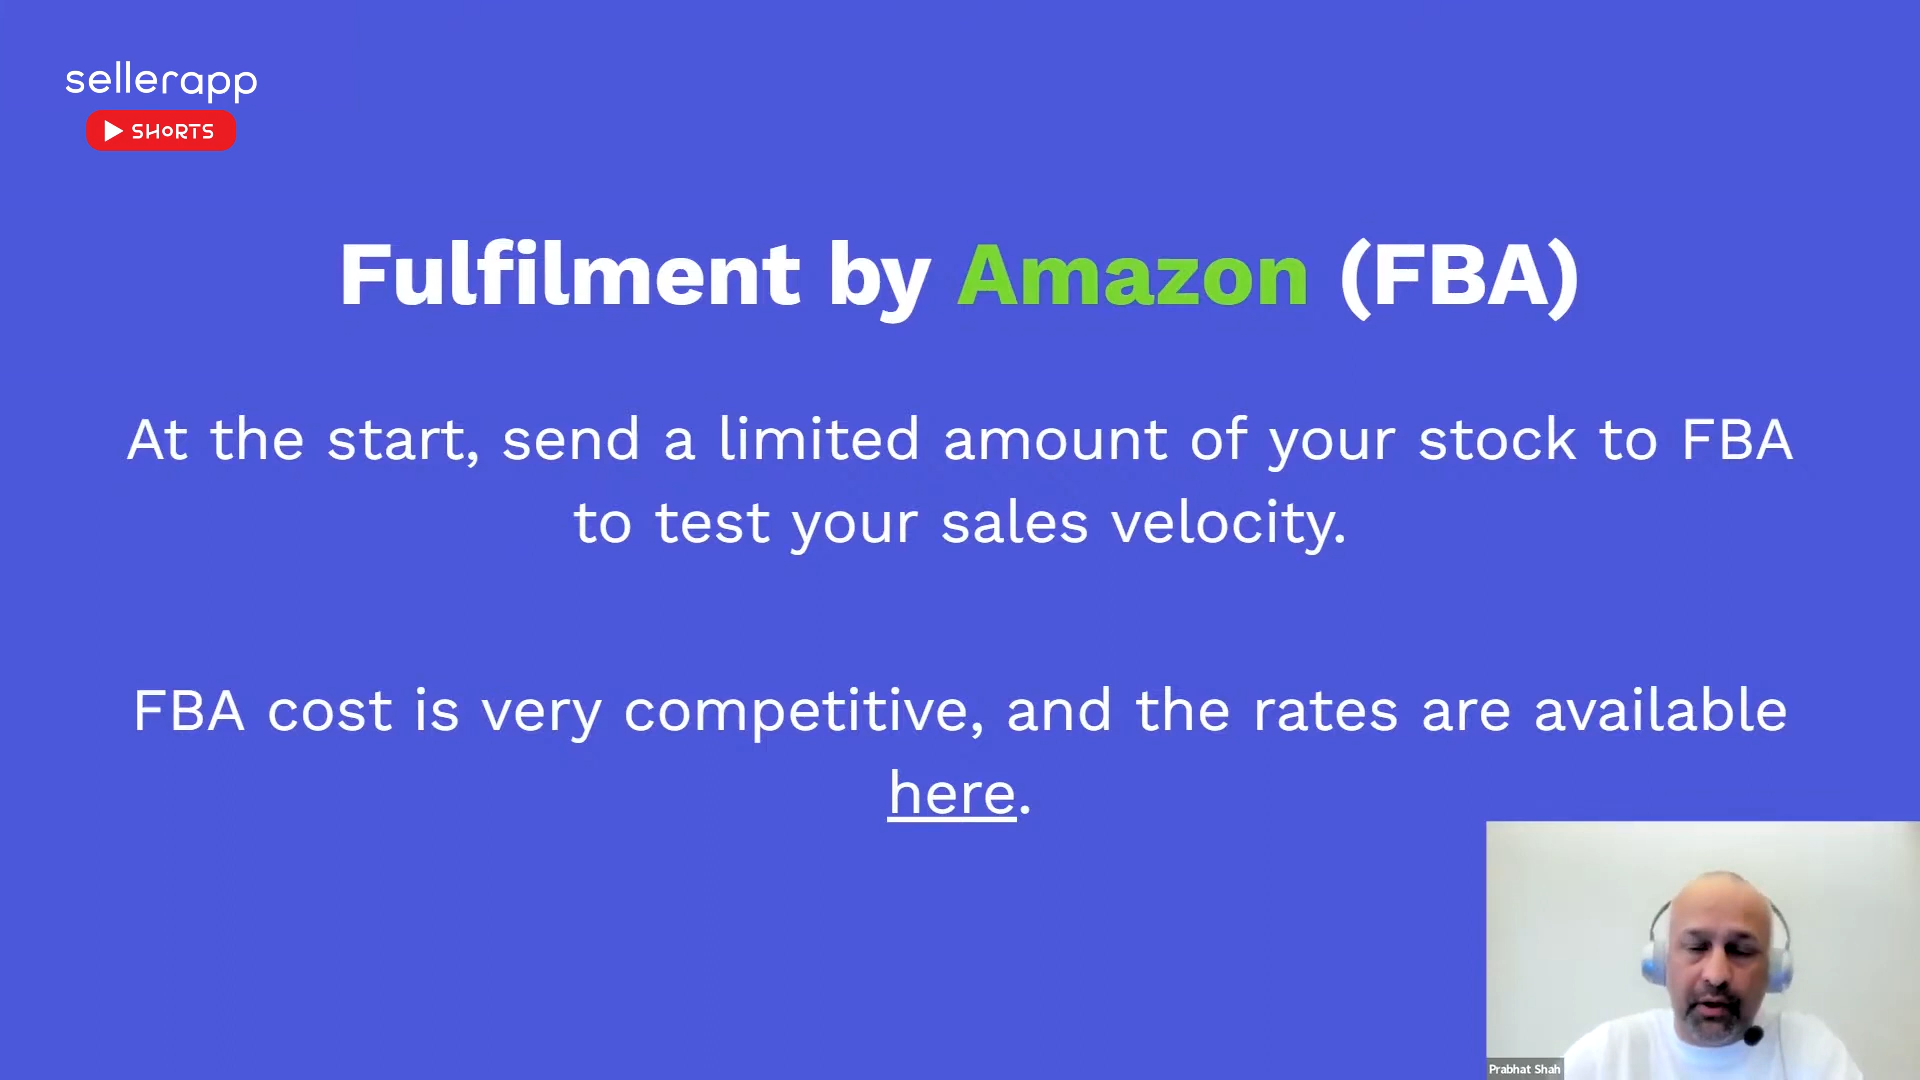 sellerapp
SHORTS
Fulfilment by Amazon (FBA)
At the start, send a limited amount of your stock to FBA
to test your sales velocity.
FBA cost is very competitive, and the rates are available
here.
Prabhat Shah